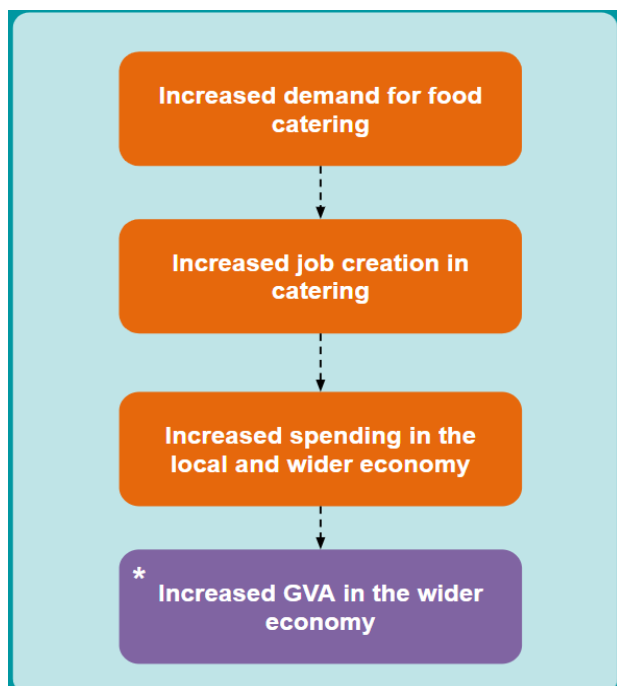 Increased demand for food
catering
Increased job creation in
catering
Increased spending in the
local and wider economy
* Increased GVA in the wider
economy